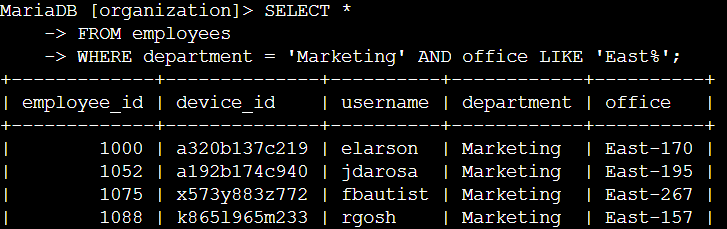 MariaDB [organization]> SELECT *
    -> FROM employees
    -> WHERE department = 'Marketing' AND office LIKE 'East%';
+-------------+--------------+----------+------------+----------+
| employee_id | device_id    | username | department | office   |
+-------------+--------------+----------+------------+----------+
|        1000 | a320b137c219 | elarson  | Marketing  | East-170 |
|        1052 | a192b174c940 | jdarosa  | Marketing  | East-195 |
|        1075 | x573y883z772 | fbautist | Marketing  | East-267 |
|        1088 | k865l965m233 | rgosh    | Marketing  | East-157 |